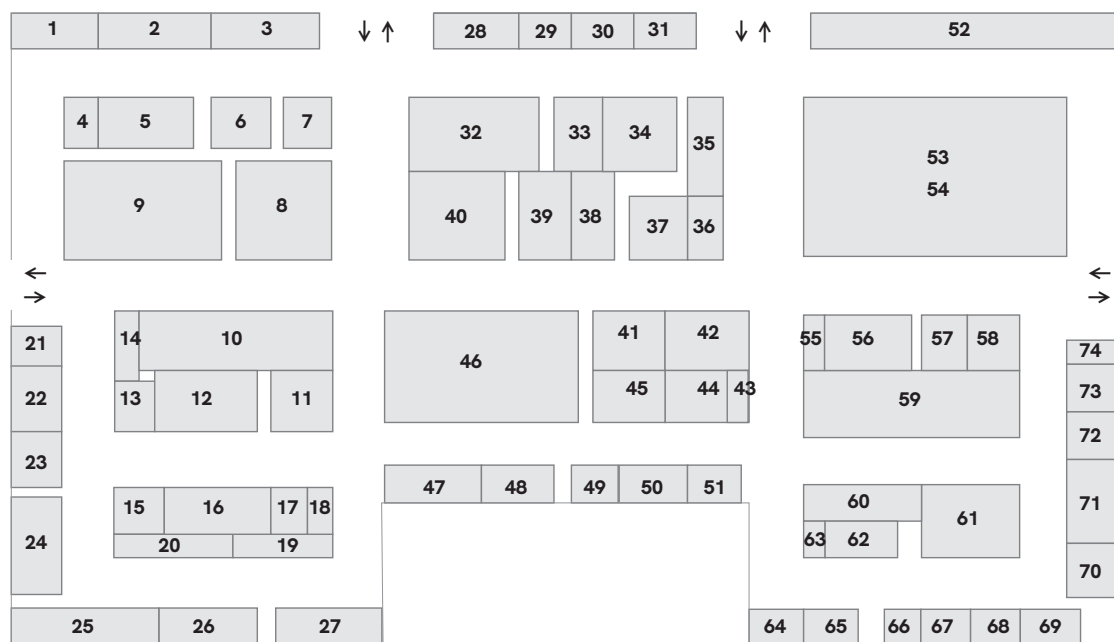 1 2 3 ↓↑ 28 29 30 31 ↓↑ 52
4 5 6 7 32 33 34 35 53
54
9 8 40 39 38 37 36
← ←
→ →
14 10 46 41 42 55 56 57 58
21 74
22 13 12 11 45 44 43 59 73
23 72
47 48 49 50 51
15 16 17 18 60 61 71
24 20 19 63 62
70
25 26 27 64 65 66 67 68 69